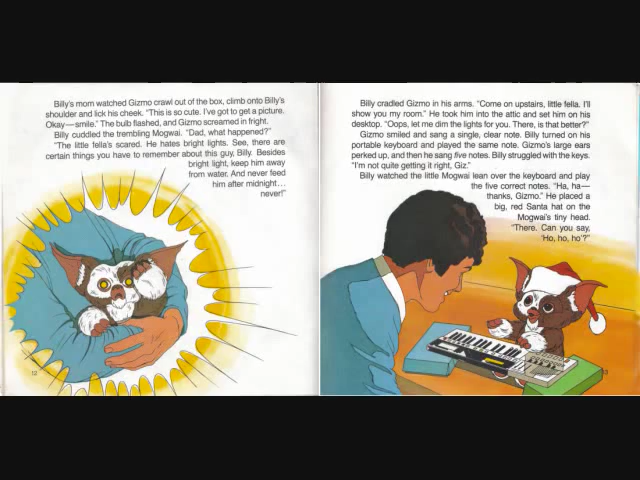 Billy's mom watched Gizmo crawl out of the box, climb onto Billy's
shoulder and lick his cheek. "This is so cute. I've got to get a picture.
Okay—smile." The bulb flashed, and Gizmo screamed in fright.
Billy cuddled the trembling Mogwai. "Dad, what happened?"
"The little fella's scared. He hates bright lights. See, there are
certain things you have to remember about this guy, Billy. Besides
bright light, keep him away
from water. And never feed
him after midnight...
never!"
12
Billy cradled Gizmo in his arms. "Come on upstairs, little fella. I'll
show you my room." He took him into the attic and set him on his
desktop. "Oops, let me dim the lights for you. There, is that better?"
Gizmo smiled and sang a single, clear note. Billy turned on his
portable keyboard and played the same note. Gizmo's large ears
perked up, and then he sang five notes. Billy struggled with the keys.
"I'm not quite getting it right, Giz."
Billy watched the little Mogwai lean over the keyboard and play
the five correct notes. "Ha, ha—
thanks, Gizmo." He placed a
big, red Santa hat on the
Mogwai's tiny head.
"There. Can you say,
'Ho, ho, ho'?"
13